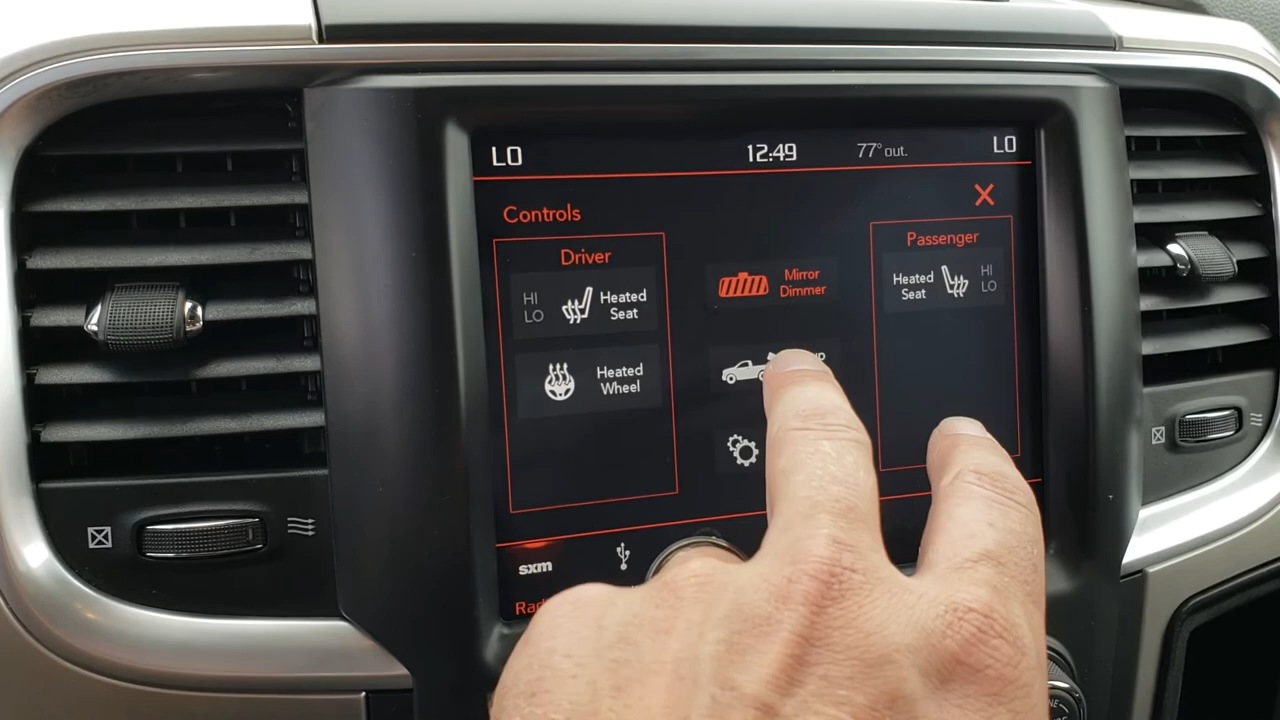 LO 12:49 77° out. LO
Controls
Driver
HI
LO
Heated
Seat
Heated
Wheel
Mirror
Dimmer
Passenger
Heated
Seat
HI
LO
sxm